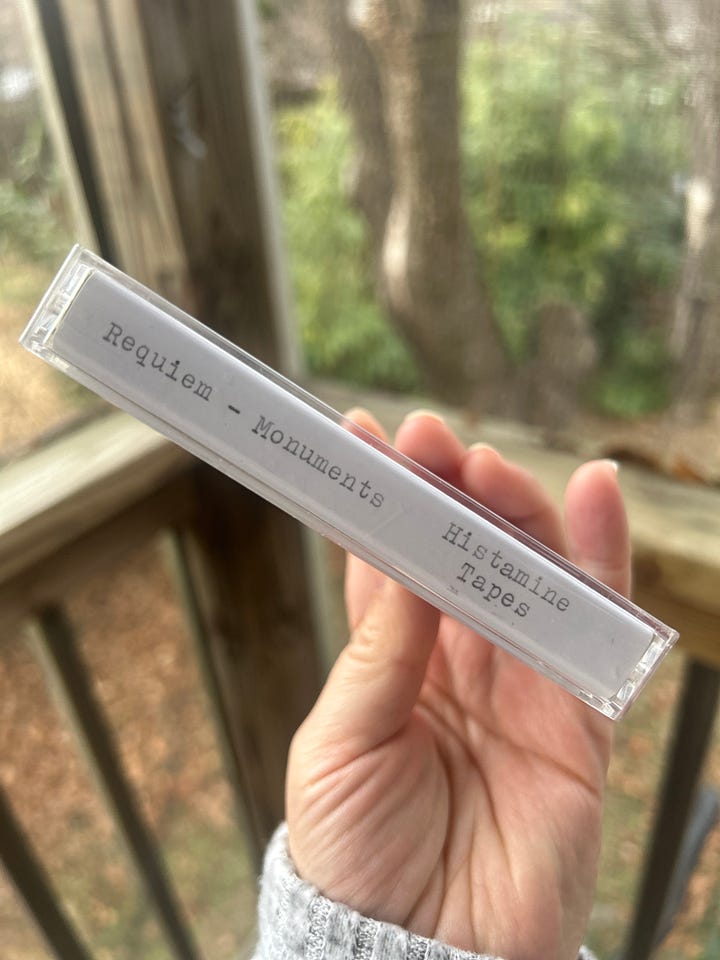 Requiem - Monuments
Histamine
Tapes